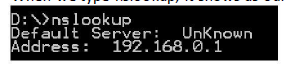 D:\>nslookup
Default Server:  UnKnown
Address:  192.168.0.1